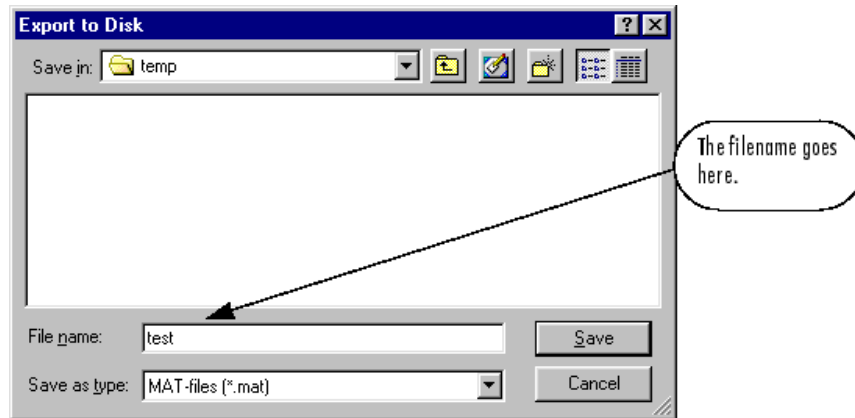 Export to Disk
Save in: temp
The filename goes
here.
File name: test
Save
Save as type: MAT-files (*.mat)
Cancel